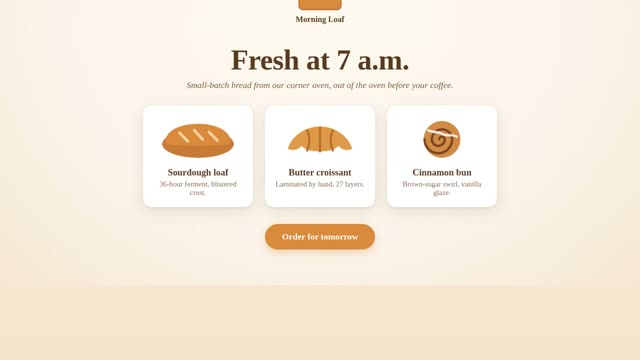 Morning Loaf
Fresh at 7 a.m.
Small-batch bread from our corner oven, out of the oven before your coffee.
Sourdough loaf
36-hour ferment, blistered
crust.
Butter croissant
Laminated by hand, 27 layers.
Cinnamon bun
Brown-sugar swirl, vanilla
glaze.
Order for tomorrow